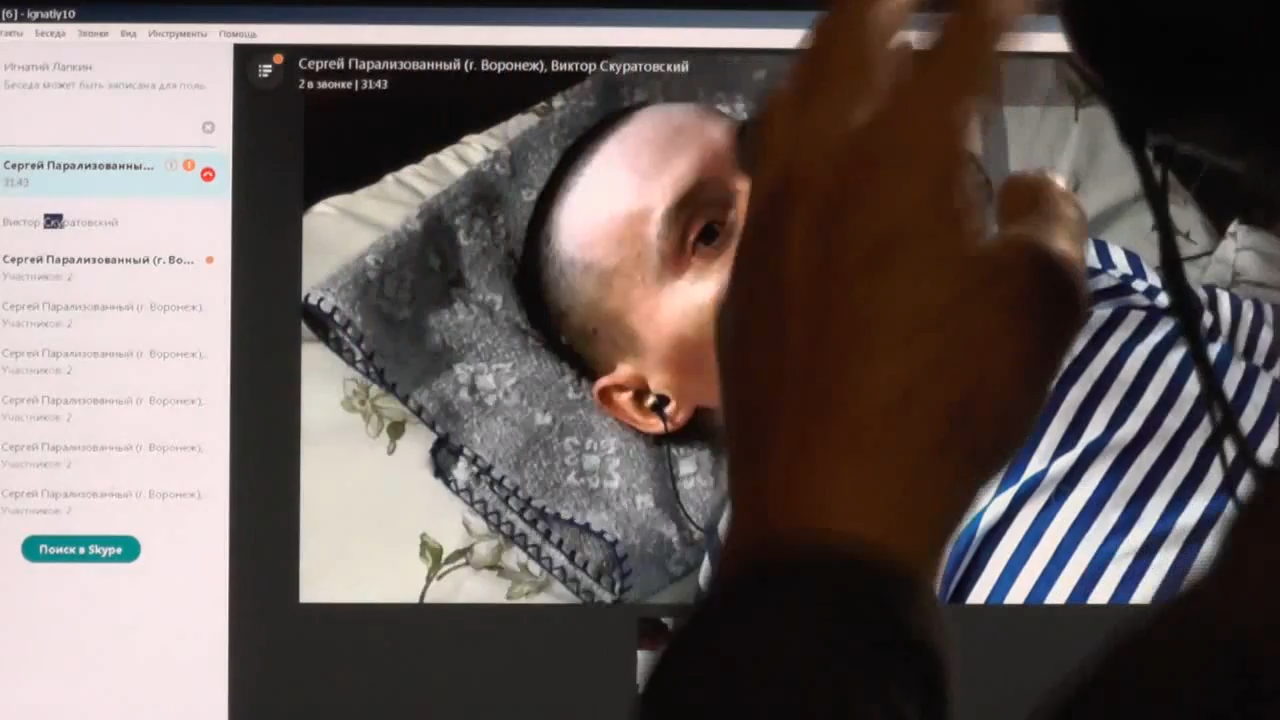 [6] - ignatiy10
такты Беседа Звонки Вид Инструменты Помощь
Игнатий Лапкин
Беседа может быть записана для поль
Сергей Парализованны...
31:43
Виктор Скуратовский
Сергей Парализованный (г. Во...
Участников: 2
Сергей Парализованный (г. Воронеж),
Участников: 2
Сергей Парализованный (г. Воронеж),..
Участников: 2
Сергей Парализованный (г. Воронеж),..
Участников: 2
Сергей Парализованный (г. Воронеж),
Участников: 2
Сергей Парализованный (г. Воронеж),..
Участников: 2
Поиск в Skype
Сергей Парализованный (г. Воронеж), Виктор Скуратовский
2 в звонке | 31:43